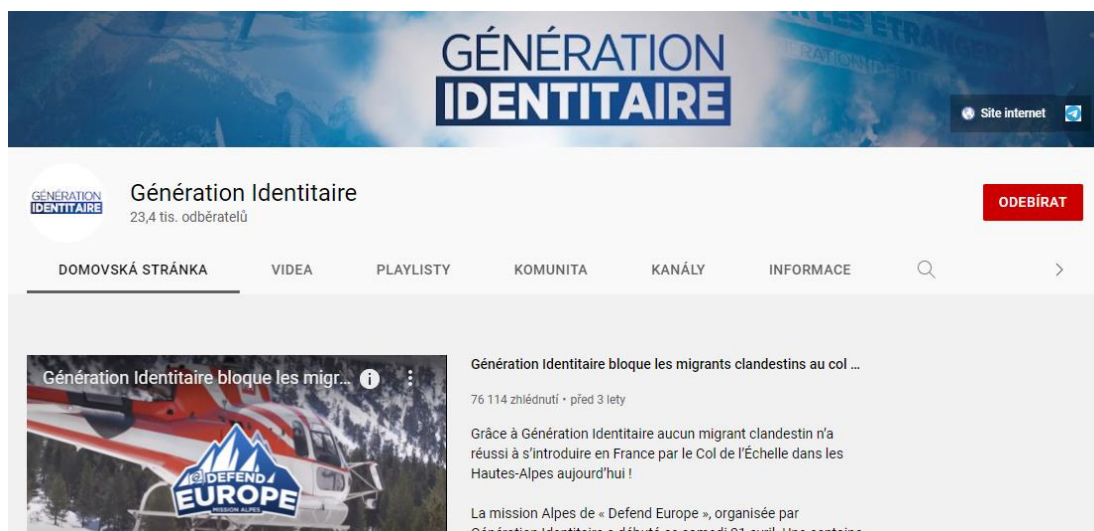 GÉNÉRATION
IDENTITAIRE
Site internet
GÉNÉRATION
IDENTITAIRE
Génération Identitaire
23,4 tis. odběratelů
ODEBÍRAT
DOMOVSKÁ STRÁNKA VIDEA PLAYLISTY KOMUNITA KANÁLY INFORMACE
Génération Identitaire bloque les migr...
DEFEND
EUROPE
MISSION ALPES
Génération Identitaire bloque les migrants clandestins au col ...
76 114 zhlédnutí • před 3 lety
Grâce à Génération Identitaire aucun migrant clandestin n'a
réussi à s'introduire en France par le Col de l'Échelle dans les
Hautes-Alpes aujourd'hui !
La mission Alpes de « Defend Europe », organisée par